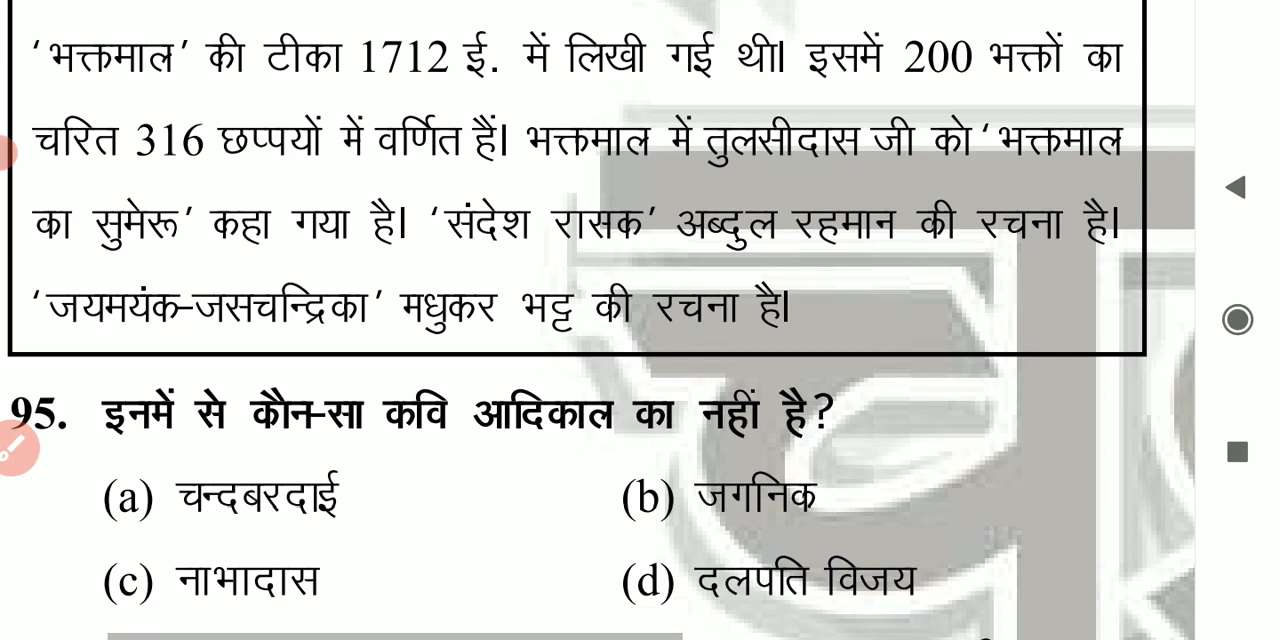 ‘भक्तमाल’ की टीका 1712 ई. में लिखी गई थी। इसमें 200 भक्तों का
चरित 316 छप्पयों में वर्णित हैं। भक्तमाल में तुलसीदास जी को ‘भक्तमाल
का सुमेरू’ कहा गया है। ‘संदेश रासक’ अब्दुल रहमान की रचना है।
‘जयमयंक-जसचन्द्रिका’ मधुकर भट्ट की रचना है।
95. इनमें से कौन-सा कवि आदिकाल का नहीं है?
(a) चन्दबरदाई (b) जगनिक
(c) नाभादास (d) दलपति विजय